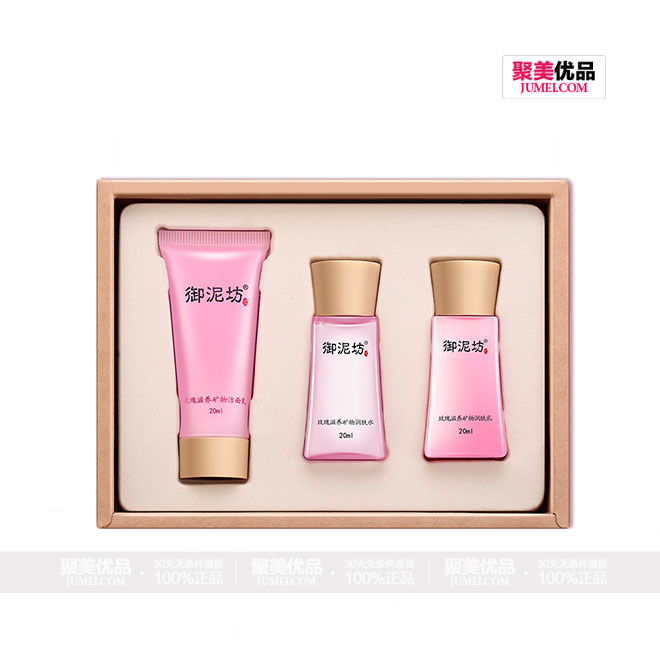 聚美优品
JUMEI.COM
御泥坊®
玫瑰滋养矿物洁面乳
20ml
御泥坊®
玫瑰滋养矿物润肤水
20ml
御泥坊®
玫瑰滋养矿物润肤乳
20ml
聚美优品 · 30天无条件退货 聚美优品 · 30天无条件退货 聚美优品 · 30天无条件退货
JUMEI.COM 100%正品 JUMEI.COM 100%正品 JUMEI.COM 100%正品